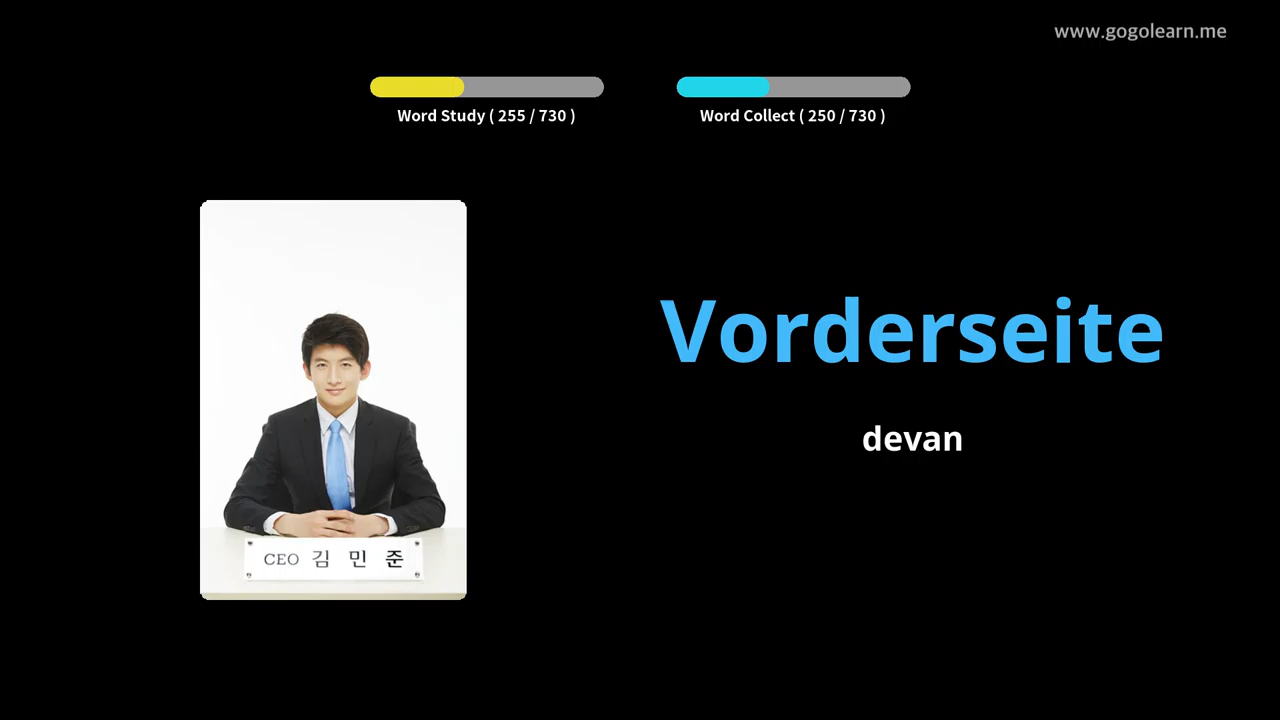 www.gogolearn.me
Word Study ( 255 / 730 )
Word Collect ( 250 / 730 )
Vorderseite
devan
CEO 김 민 준